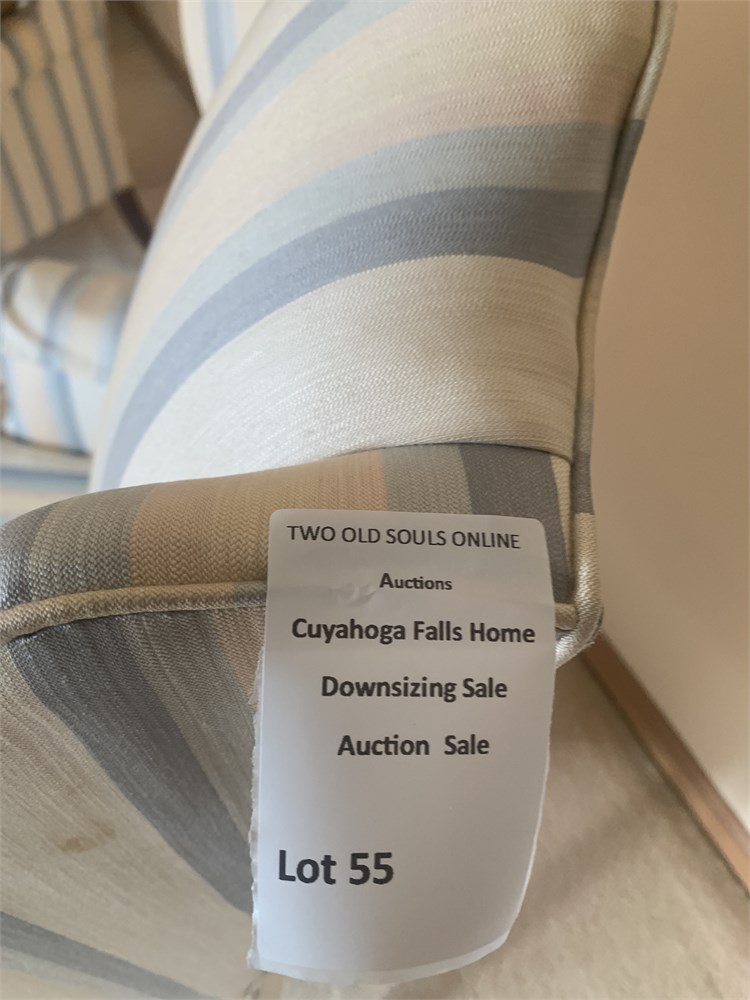 TWO OLD SOULS ONLINE
Auctions
Cuyahoga Falls Home
Downsizing Sale
Auction Sale
Lot 55